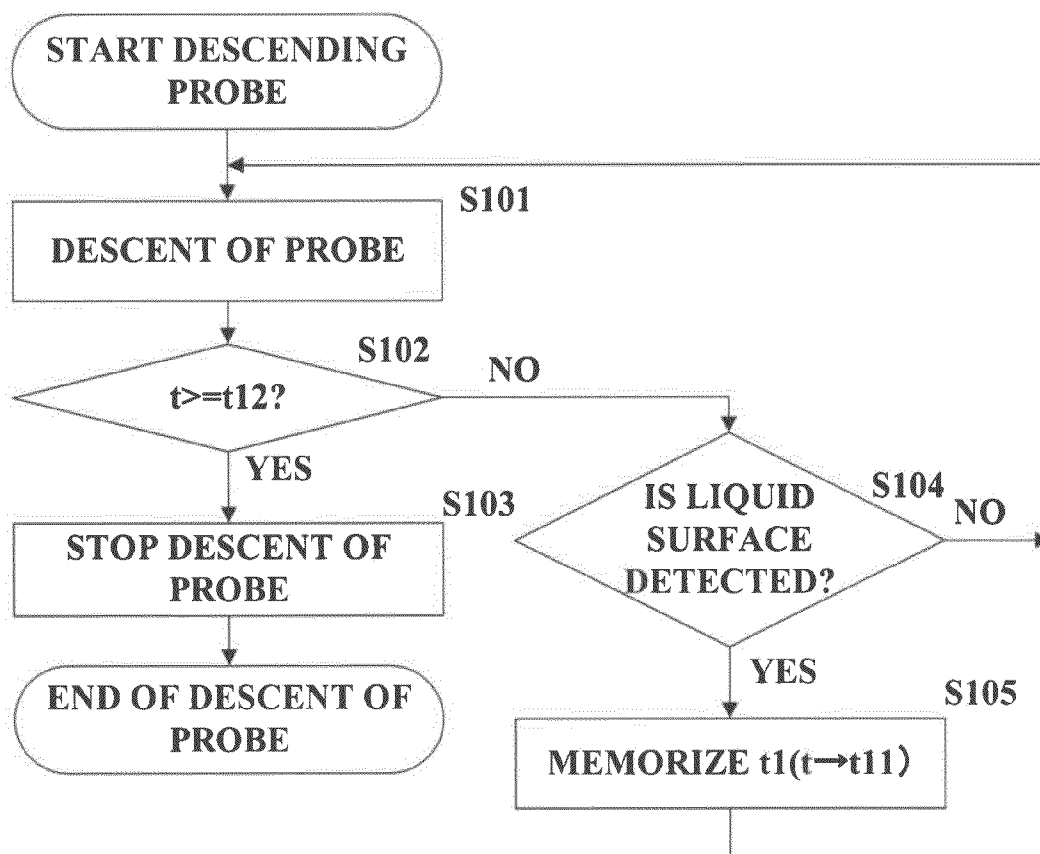 START DESCENDING
PROBE
S101
DESCENT OF PROBE
S102
t>=t12?
NO
YES
S103
STOP DESCENT OF
PROBE
END OF DESCENT OF
PROBE
IS LIQUID
SURFACE
DETECTED?
S104
NO
YES
S105
MEMORIZE t1(t→t11)